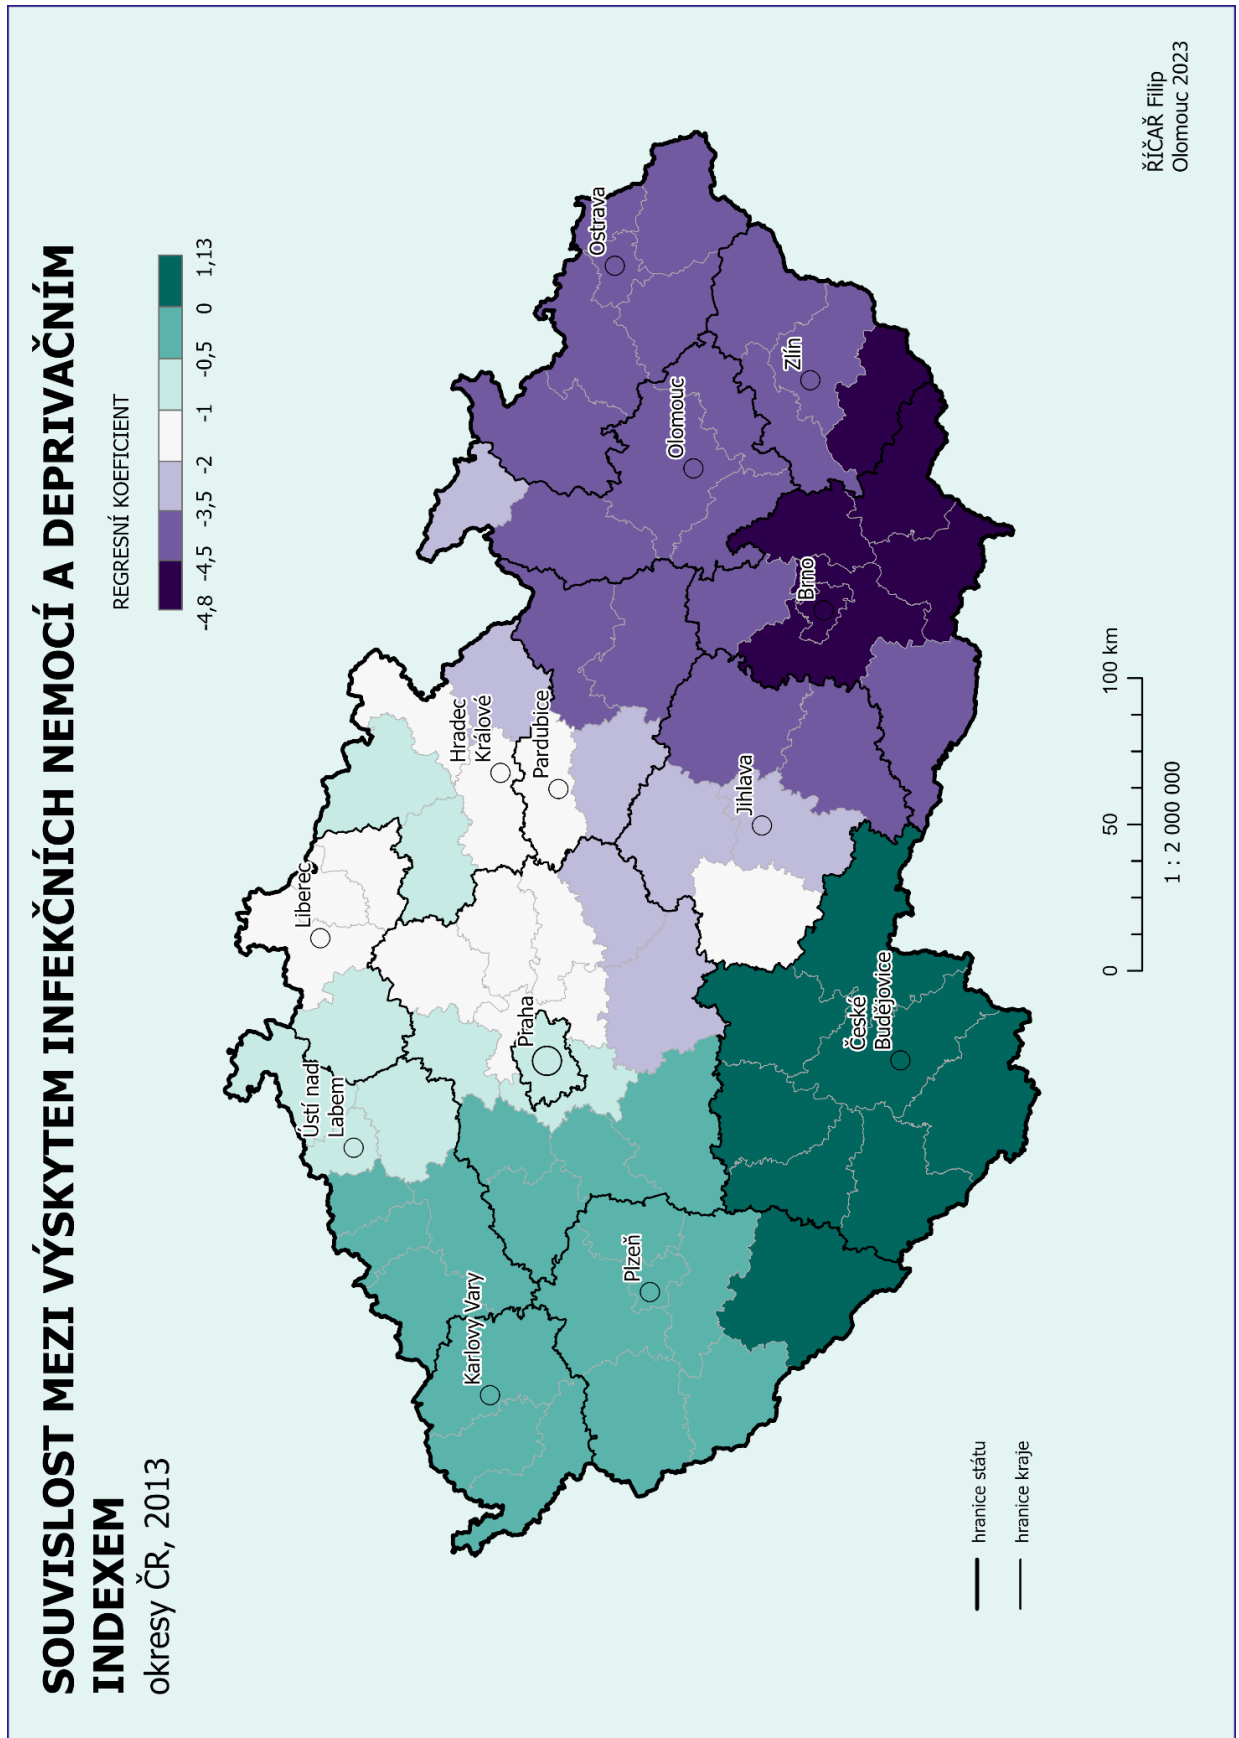 SOUVISLOST MEZI VÝSKYTEM INFEKČNÍCH NEMOCÍ A DEPRIVAČNÍM
INDEXEM
okresy ČR, 2013
REGRESNÍ KOEFICIENT
-4,8 -4,5 -3,5 -2 -1 -0,5 0 1,13
Liberec
Ústí nad
Labem
Karlovy Vary
Praha
Hradec
Králové
Pardubice
Plzeň
Ostrava
Olomouc
Jihlava
Zlín
Brno
České
Budějovice
hranice státu
hranice kraje
0 50 100 km
1 : 2 000 000
ŘÍČAŘ Filip
Olomouc 2023